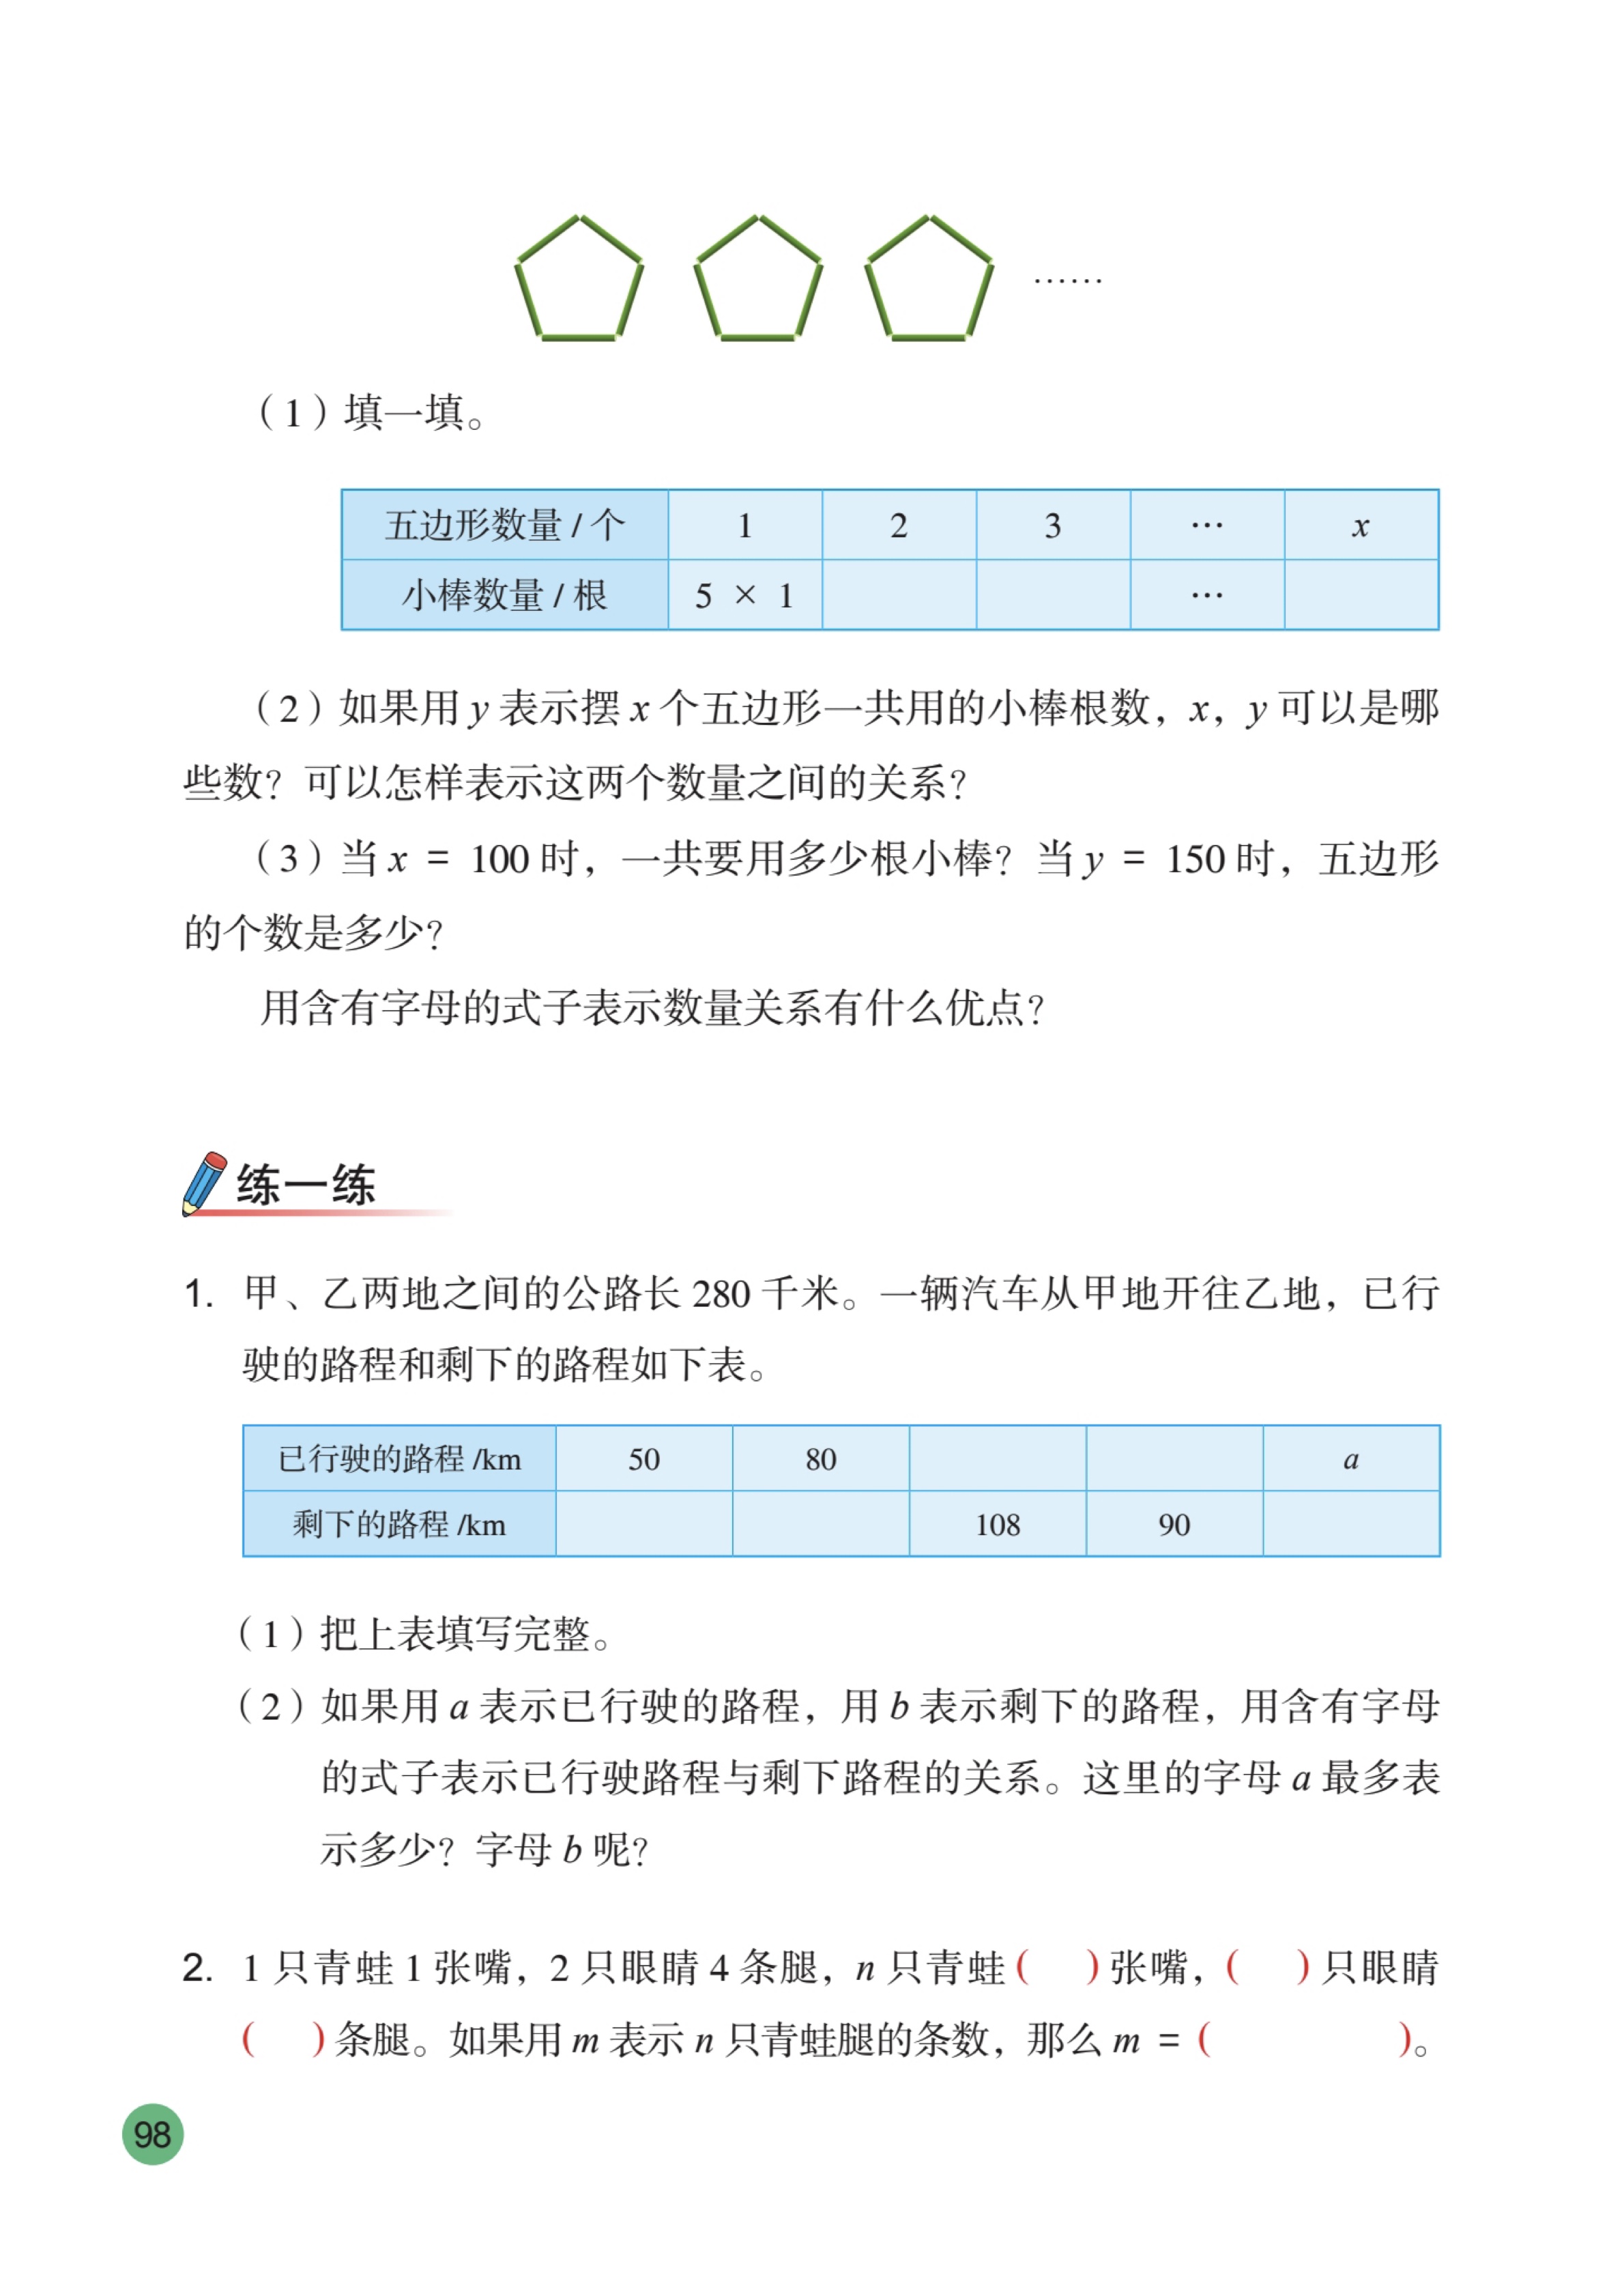 ……
（1）填一填。
五边形数量 / 个 1 2 3 … x
小棒数量 / 根 5 × 1 …
（2）如果用 y 表示摆 x 个五边形一共用的小棒根数，x，y 可以是哪
些数？可以怎样表示这两个数量之间的关系？
（3）当 x = 100 时，一共要用多少根小棒？当 y = 150 时，五边形
的个数是多少？
用含有字母的式子表示数量关系有什么优点？
练一练
1. 甲、乙两地之间的公路长 280 千米。一辆汽车从甲地开往乙地，已行
驶的路程和剩下的路程如下表。
已行驶的路程 /km 50 80 a
剩下的路程 /km 108 90
（1）把上表填写完整。
（2）如果用 a 表示已行驶的路程，用 b 表示剩下的路程，用含有字母
的式子表示已行驶路程与剩下路程的关系。这里的字母 a 最多表
示多少？字母 b 呢？
2. 1 只青蛙 1 张嘴，2 只眼睛 4 条腿，n 只青蛙（ ）张嘴，（ ）只眼睛
（ ）条腿。如果用 m 表示 n 只青蛙腿的条数，那么 m =（ ）。
98